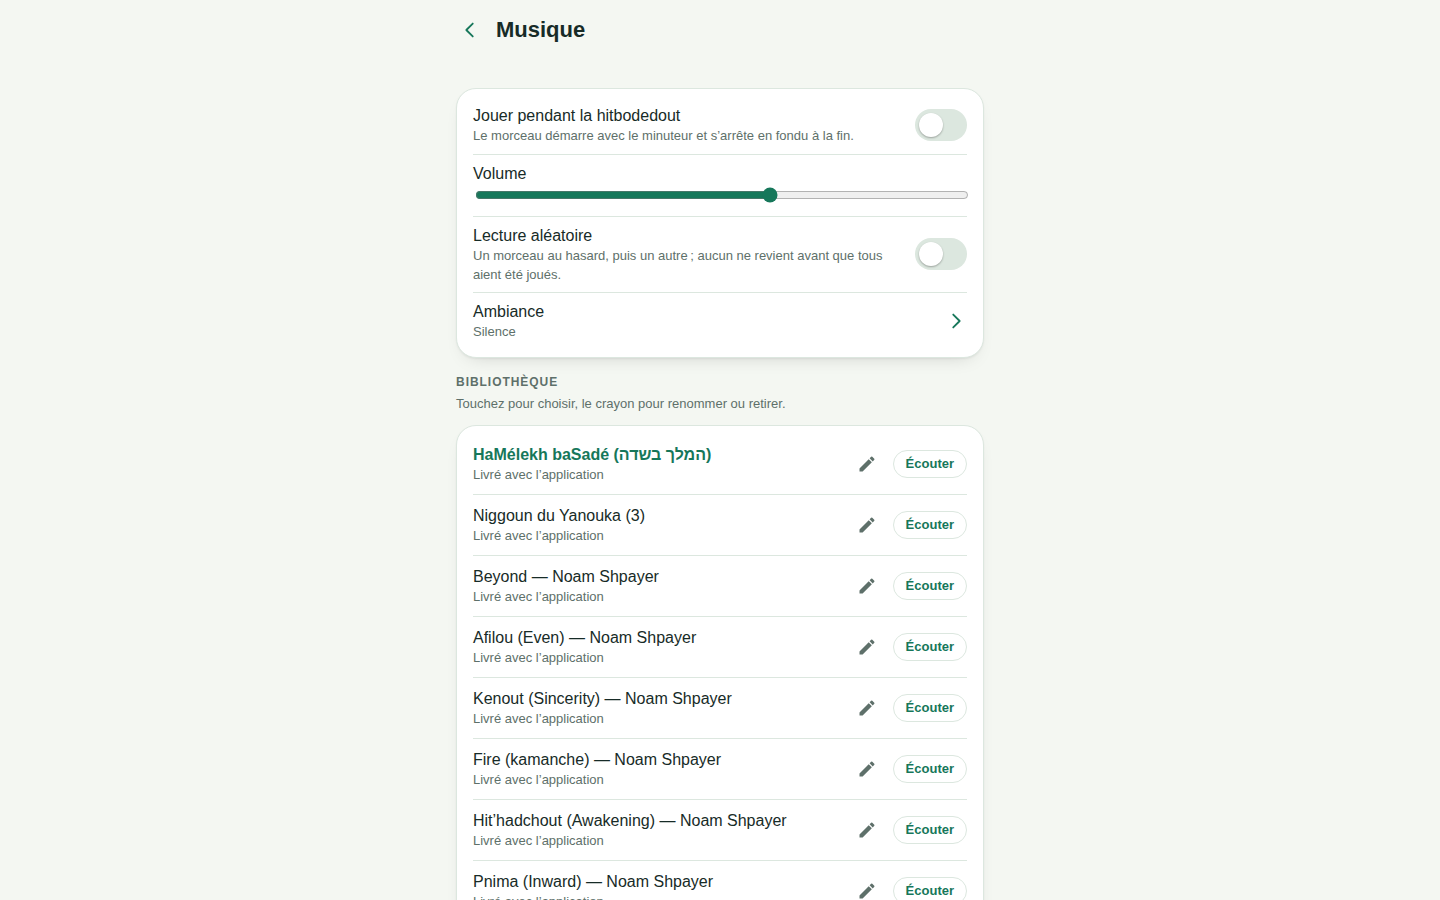 Musique
Jouer pendant la hitbodedout
Le morceau démarre avec le minuteur et s’arrête en fondu à la fin.
Volume
Lecture aléatoire
Un morceau au hasard, puis un autre ; aucun ne revient avant que tous
aient été joués.
Ambiance
Silence
BIBLIOTHÈQUE
Touchez pour choisir, le crayon pour renommer ou retirer.
HaMélekh baSadé (המלך בשדה)
Livré avec l’application
Écouter
Niggoun du Yanouka (3)
Livré avec l’application
Écouter
Beyond — Noam Shpayer
Livré avec l’application
Écouter
Afilou (Even) — Noam Shpayer
Livré avec l’application
Écouter
Kenout (Sincerity) — Noam Shpayer
Livré avec l’application
Écouter
Fire (kamanche) — Noam Shpayer
Livré avec l’application
Écouter
Hit’hadchout (Awakening) — Noam Shpayer
Livré avec l’application
Écouter
Pnima (Inward) — Noam Shpayer
Écouter